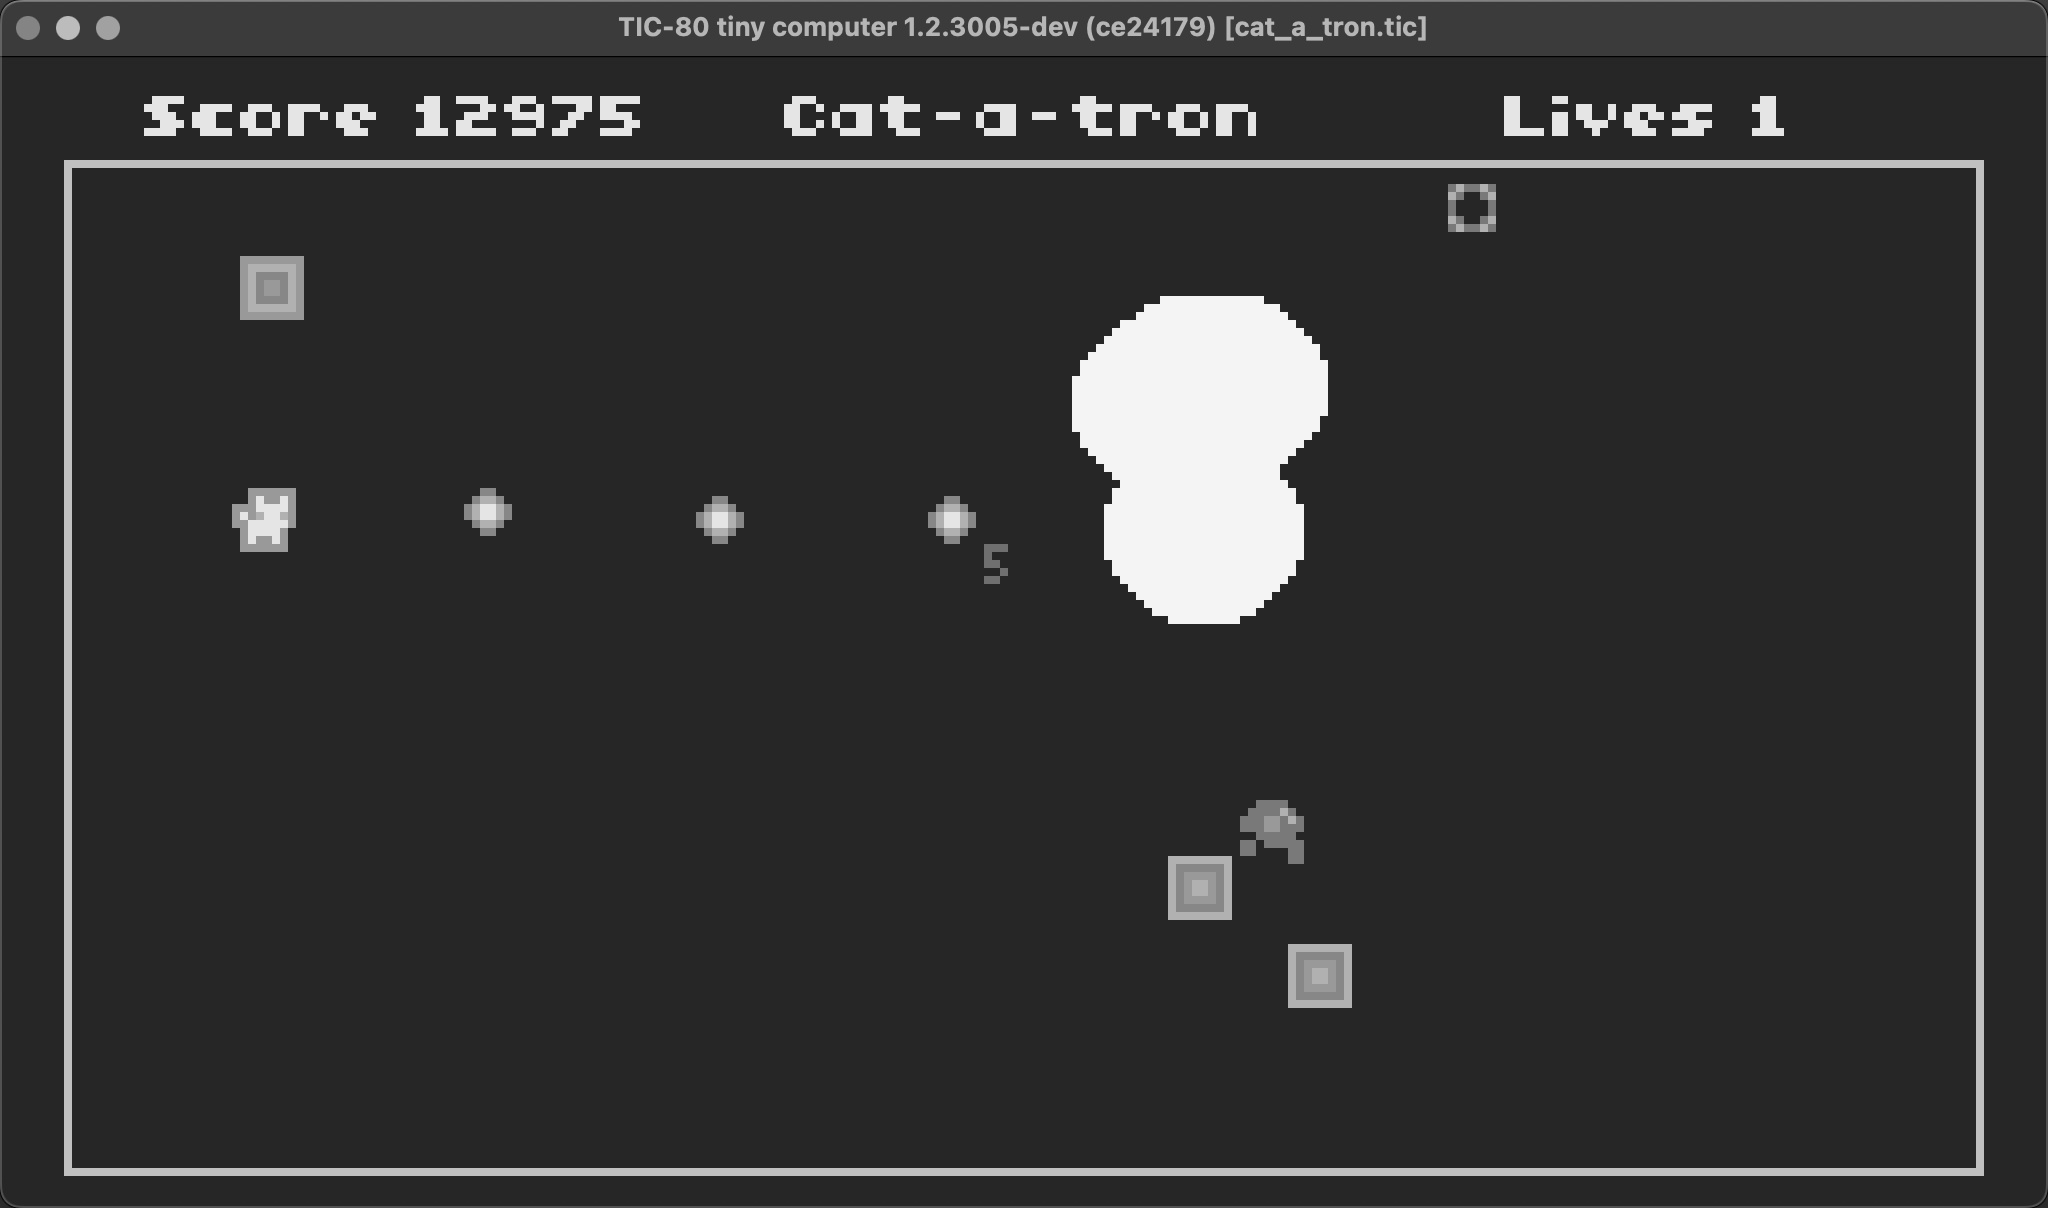 TIC-80 tiny computer 1.2.3005-dev (ce24179) [cat_a_tron.tic]
Score 12975 Cat-a-tron Lives 1
5